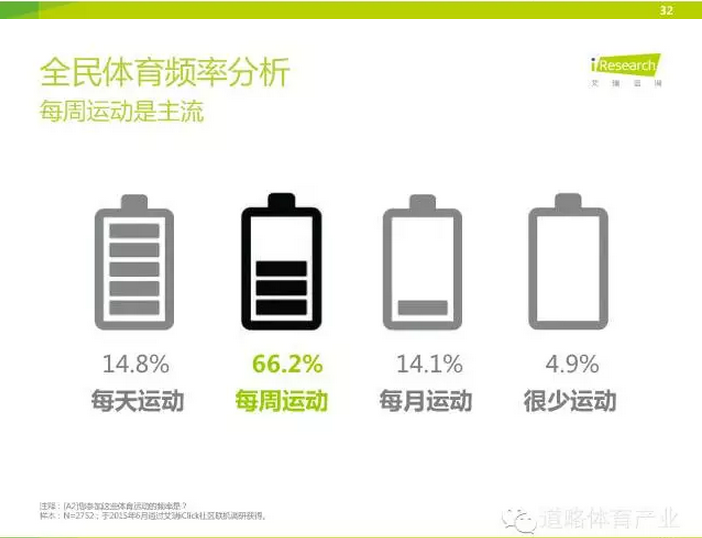 32
全民体育频率分析
每周运动是主流
iResearch
艾瑞咨询
14.8%
66.2%
14.1%
4.9%
每天运动
每周运动
每月运动
很少运动
注释:(A2)您参加这些体育运动的频率是?
样本:N=2752;于2015年6月通过艾瑞iClick社区联机调研获得。
道略体育产业